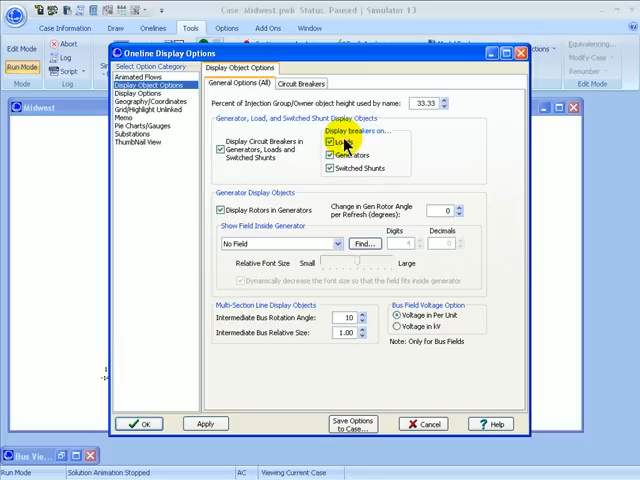 Case Midwest.pwb Status: Paused | Simulator 13
Case Information
Draw
Onelines
Tools
Options
Add Ons
Window
Edit Mode
Abort
Equivalencing...
Log
Modify Case
Run Mode
Script
Renumber
Mode
Log
Edit Mode
Midwest
Oneline Display Options
Select Option Category
Animated Flows
Display Object Options
Display Options
Geography/Coordinates
Grid/Highlight Unlinked
Memo
Pie Charts/Gauges
Substations
ThumbNail View
Display Object Options
General Options (All)
Circuit Breakers
Percent of Injection Group/Owner object height used by name:
33.33
Generator, Load, and Switched Shunt Display Objects
Display Circuit Breakers in
Generators, Loads and
Switched Shunts
Display breakers on...
Loads
Generators
Switched Shunts
Generator Display Objects
Display Rotors in Generators
Change in Gen Rotor Angle
per Refresh (degrees):
0
Show Field Inside Generator
Digits
Decimals
No Field
Find...
4
0
Relative Font Size
Small
Large
Dynamically decrease the font size so that the field fits inside generator
Multi-Section Line Display Objects
Intermediate Bus Rotation Angle:
10
Intermediate Bus Relative Size:
1.00
Bus Field Voltage Option
Voltage in Per Unit
Voltage in kV
Note: Only for Bus Fields
OK
Apply
Save Options
to Case...
Cancel
Help
Bus Vie...
Run Mode
Solution Animation Stopped
AC
Viewing Current Case